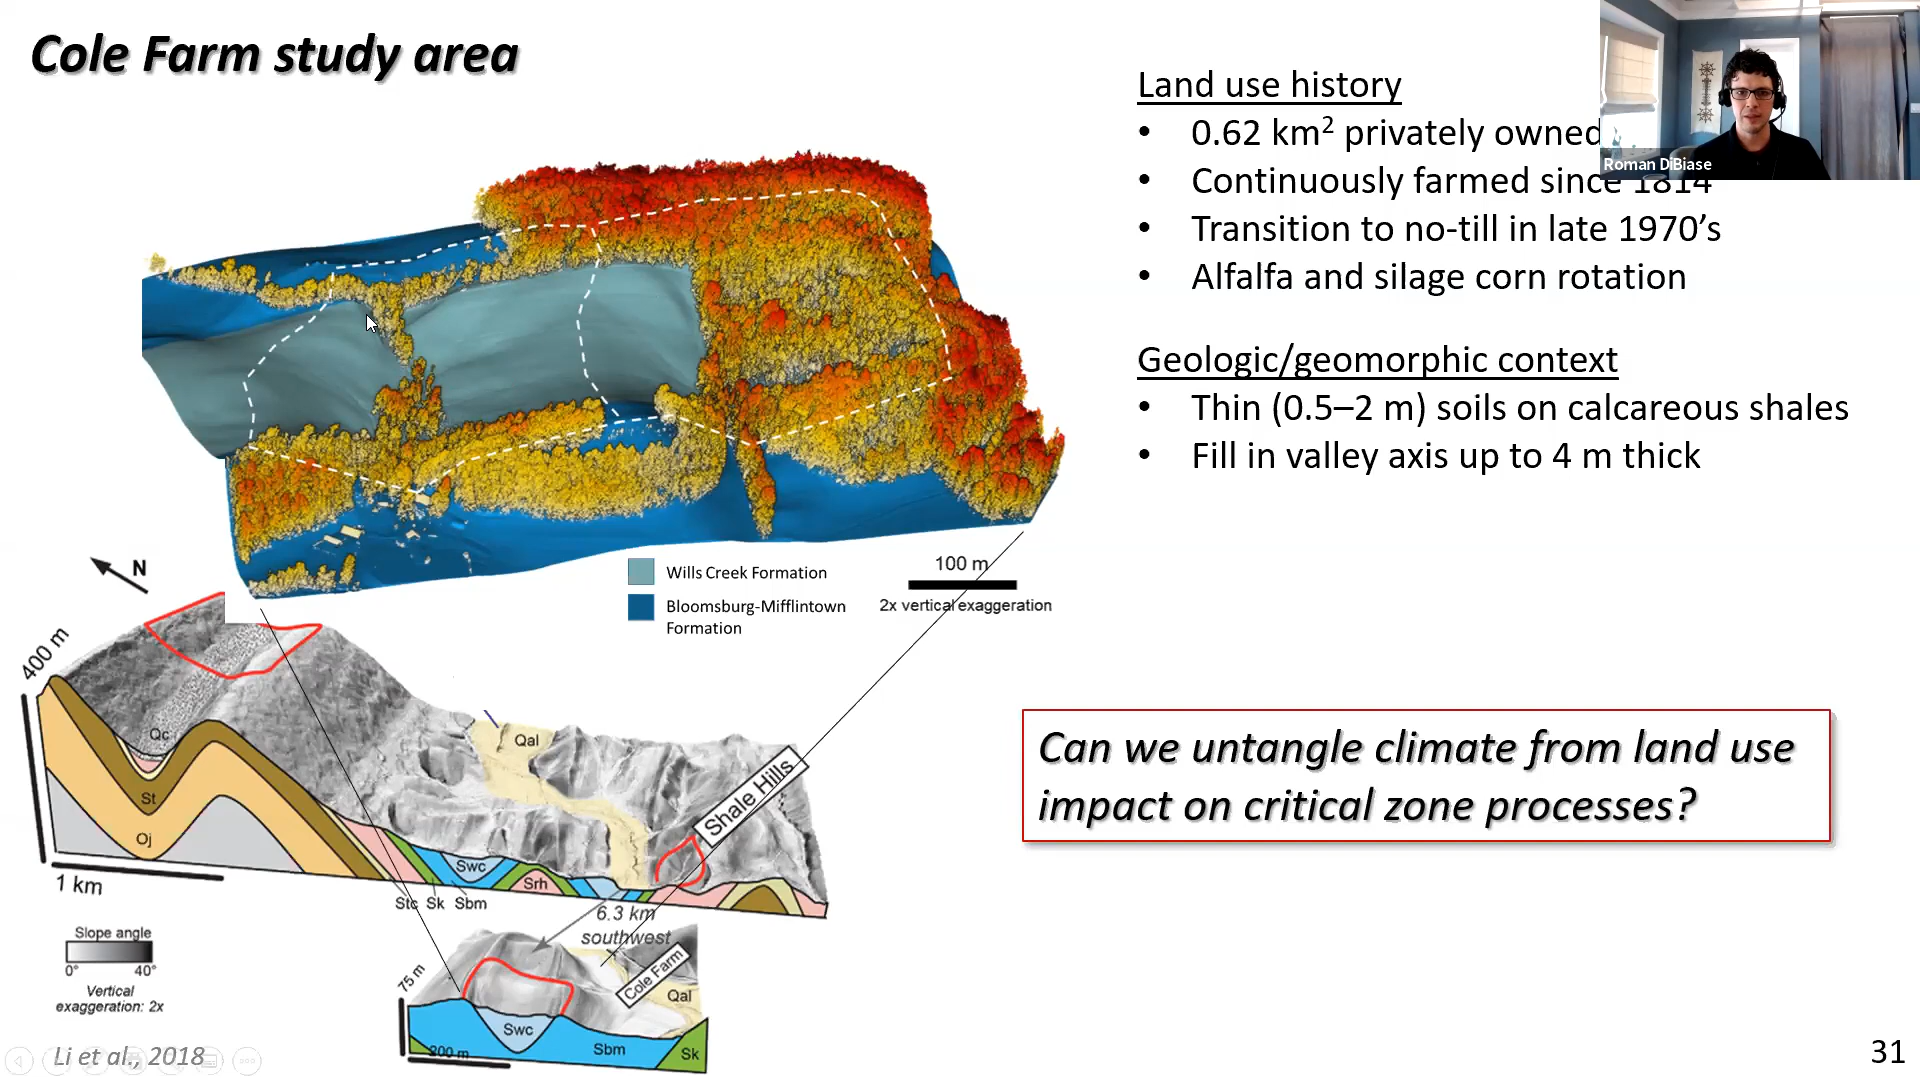 Cole Farm study area
Land use history
• 0.62 km² privately owned
• Continuously farmed since 1814
• Transition to no-till in late 1970’s
• Alfalfa and silage corn rotation
Roman DiBiase
Geologic/geomorphic context
• Thin (0.5–2 m) soils on calcareous shales
• Fill in valley axis up to 4 m thick
N
Wills Creek Formation
Bloomsburg-Mifflintown
Formation
100 m
2x vertical exaggeration
400 m
Qc
St
Oj
1 km
Qal
Shale Hills
Swc
Srh
Stc Sk Sbm
6.3 km
southwest
Cole Farm
Qal
75 m
Swc
Sbm
Sk
200 m
Slope angle
0° 40°
Vertical
exaggeration: 2x
Can we untangle climate from land use
impact on critical zone processes?
Li et al., 2018
31